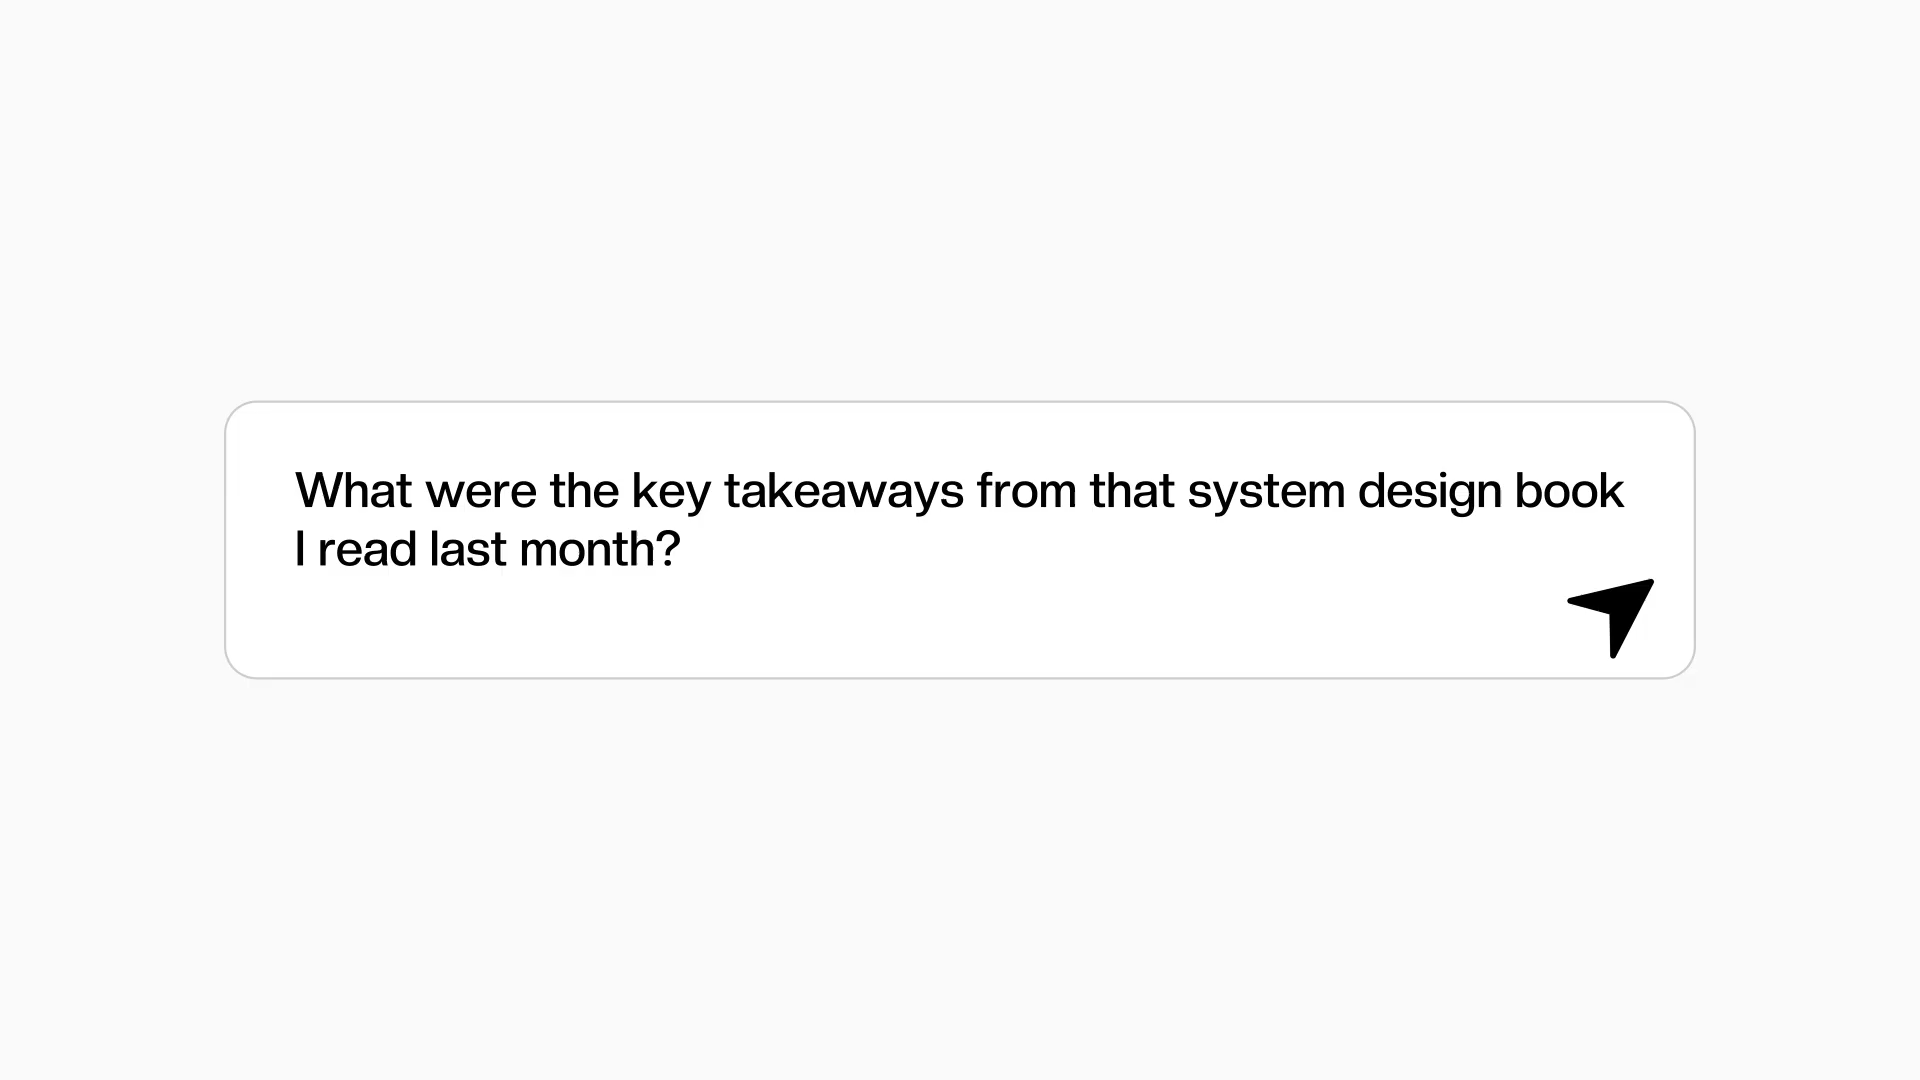 What were the key takeaways from that system design book
I read last month?